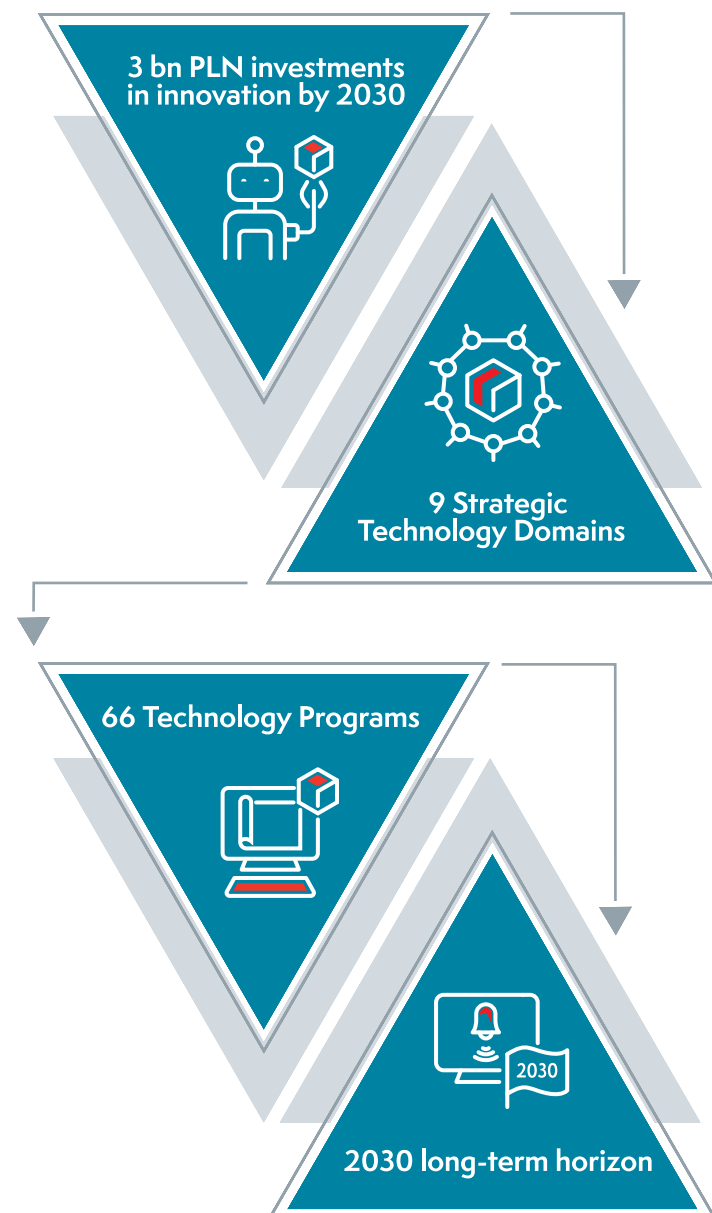 3 bn PLN investments
in innovation by 2030
9 Strategic
Technology Domains
66 Technology Programs
2030
2030 long-term horizon